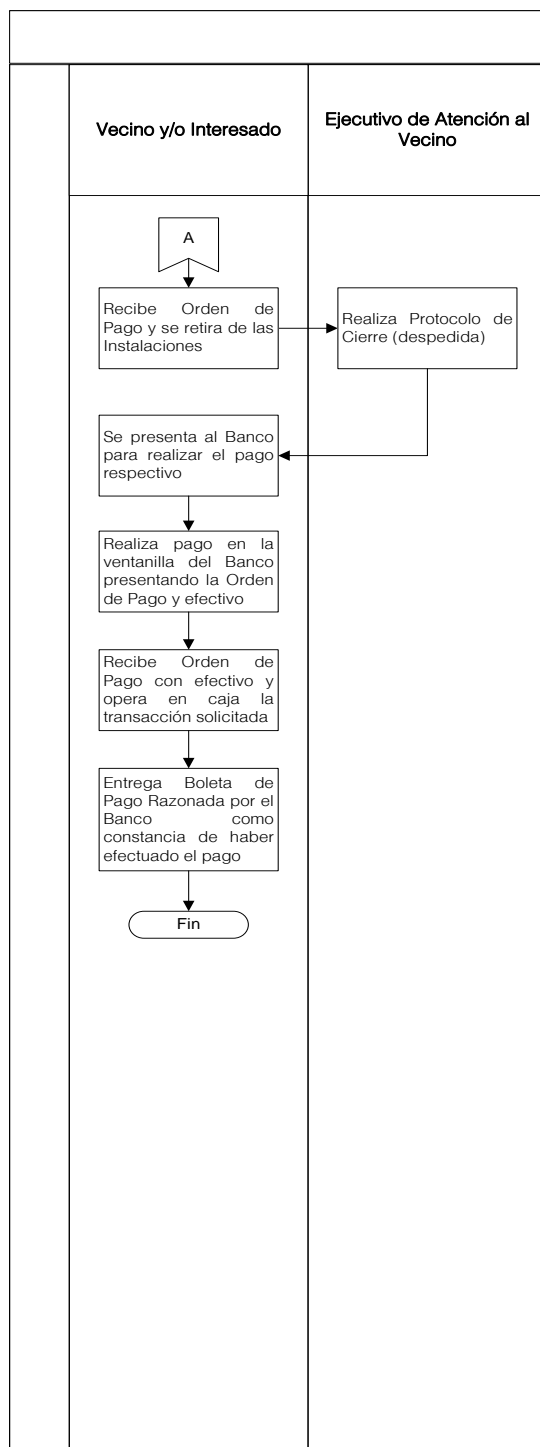 Vecino y/o Interesado
Ejecutivo de Atención al
Vecino
A
Recibe Orden de
Pago y se retira de las
Instalaciones
Realiza Protocolo de
Cierre (despedida)
Se presenta al Banco
para realizar el pago
respectivo
Realiza pago en la
ventanilla del Banco
presentando la Orden
de Pago y efectivo
Recibe Orden de
Pago con efectivo y
opera en caja la
transacción solicitada
Entrega Boleta de
Pago Razonada por el
Banco como
constancia de haber
efectuado el pago
Fin